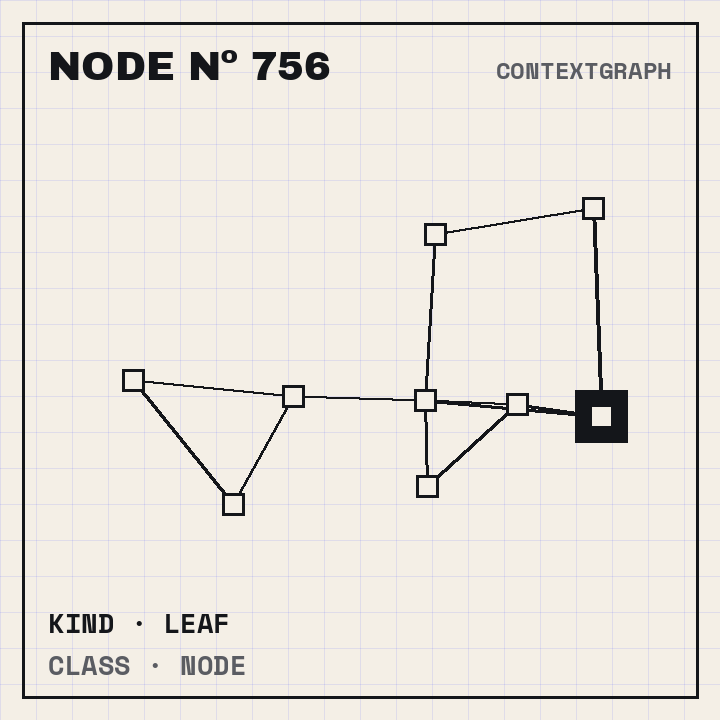 NODE Nº 756
CONTEXTGRAPH
KIND · LEAF
CLASS · NODE